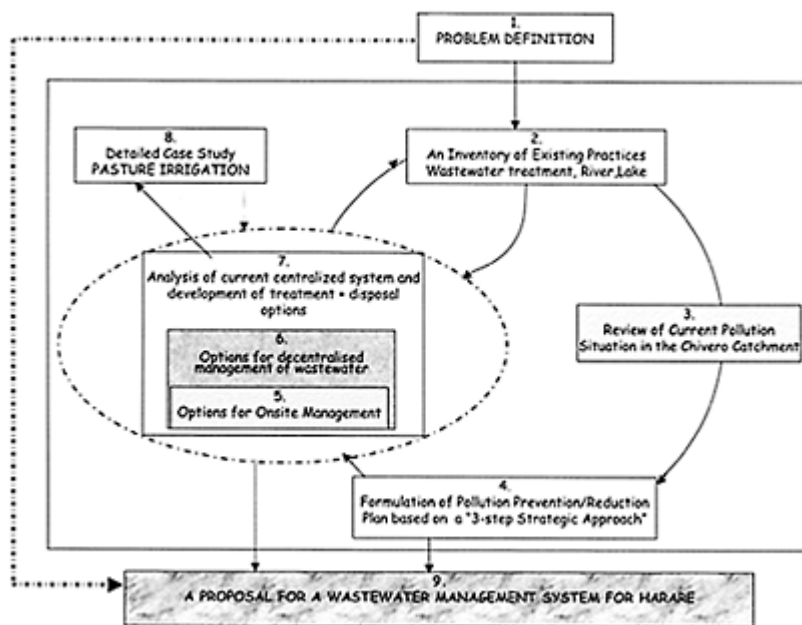 1.
PROBLEM DEFINITION
8.
Detailed Case Study
PASTURE IRRIGATION
2.
An Inventory of Existing Practices
Wastewater treatment, River,Lake
7.
Analysis of current centralized system and
development of treatment + disposal
options
6.
Options for decentralised
management of wastewater
5.
Options for Onsite Management
3.
Review of Current Pollution
Situation in the Chivero Catchment
4.
Formulation of Pollution Prevention/Reduction
Plan based on a "3-step Strategic Approach"
9.
A PROPOSAL FOR A WASTEWATER MANAGEMENT SYSTEM FOR HARARE